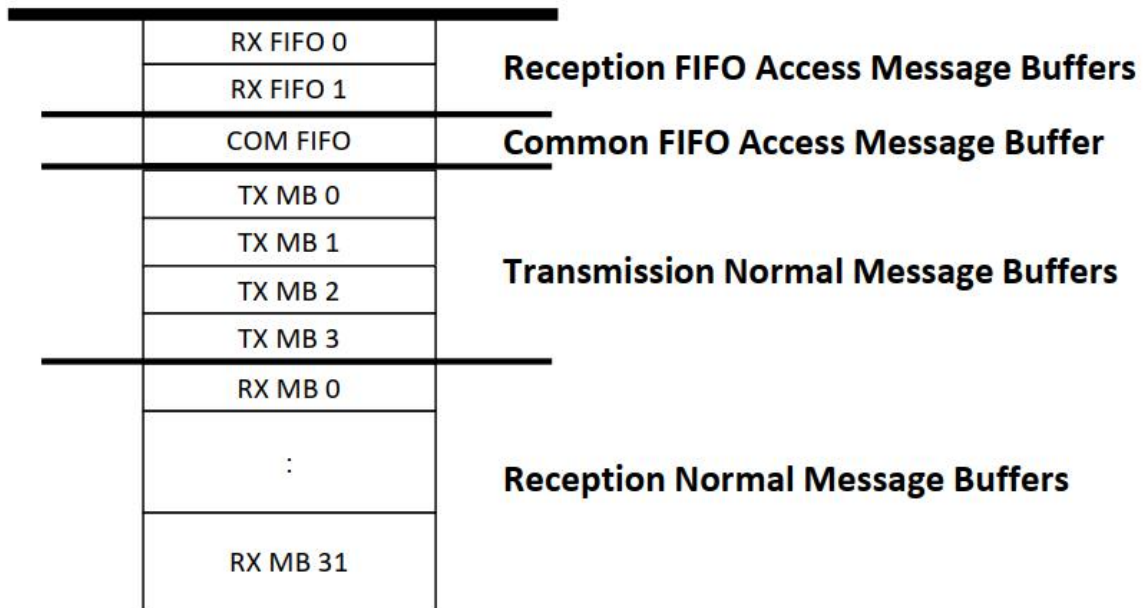 RX FIFO 0
RX FIFO 1
Reception FIFO Access Message Buffers
COM FIFO
Common FIFO Access Message Buffer
TX MB 0
TX MB 1
TX MB 2
TX MB 3
Transmission Normal Message Buffers
RX MB 0
:
RX MB 31
Reception Normal Message Buffers